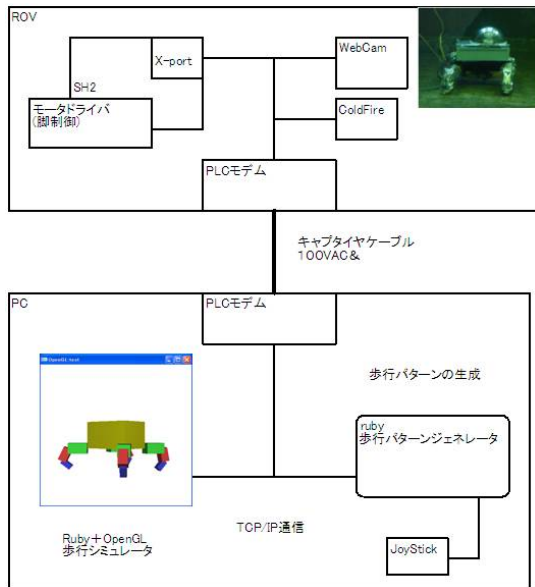 ROV
X-port
WebCam
SH2
モータドライバ
(脚制御)
ColdFire
PLCモデム
キャプタイヤケーブル
100VAC&
PC
PLCモデム
歩行パターンの生成
ruby
歩行パターンジェネレータ
TCP/IP通信
Ruby+OpenGL
歩行シミュレータ
JoyStick